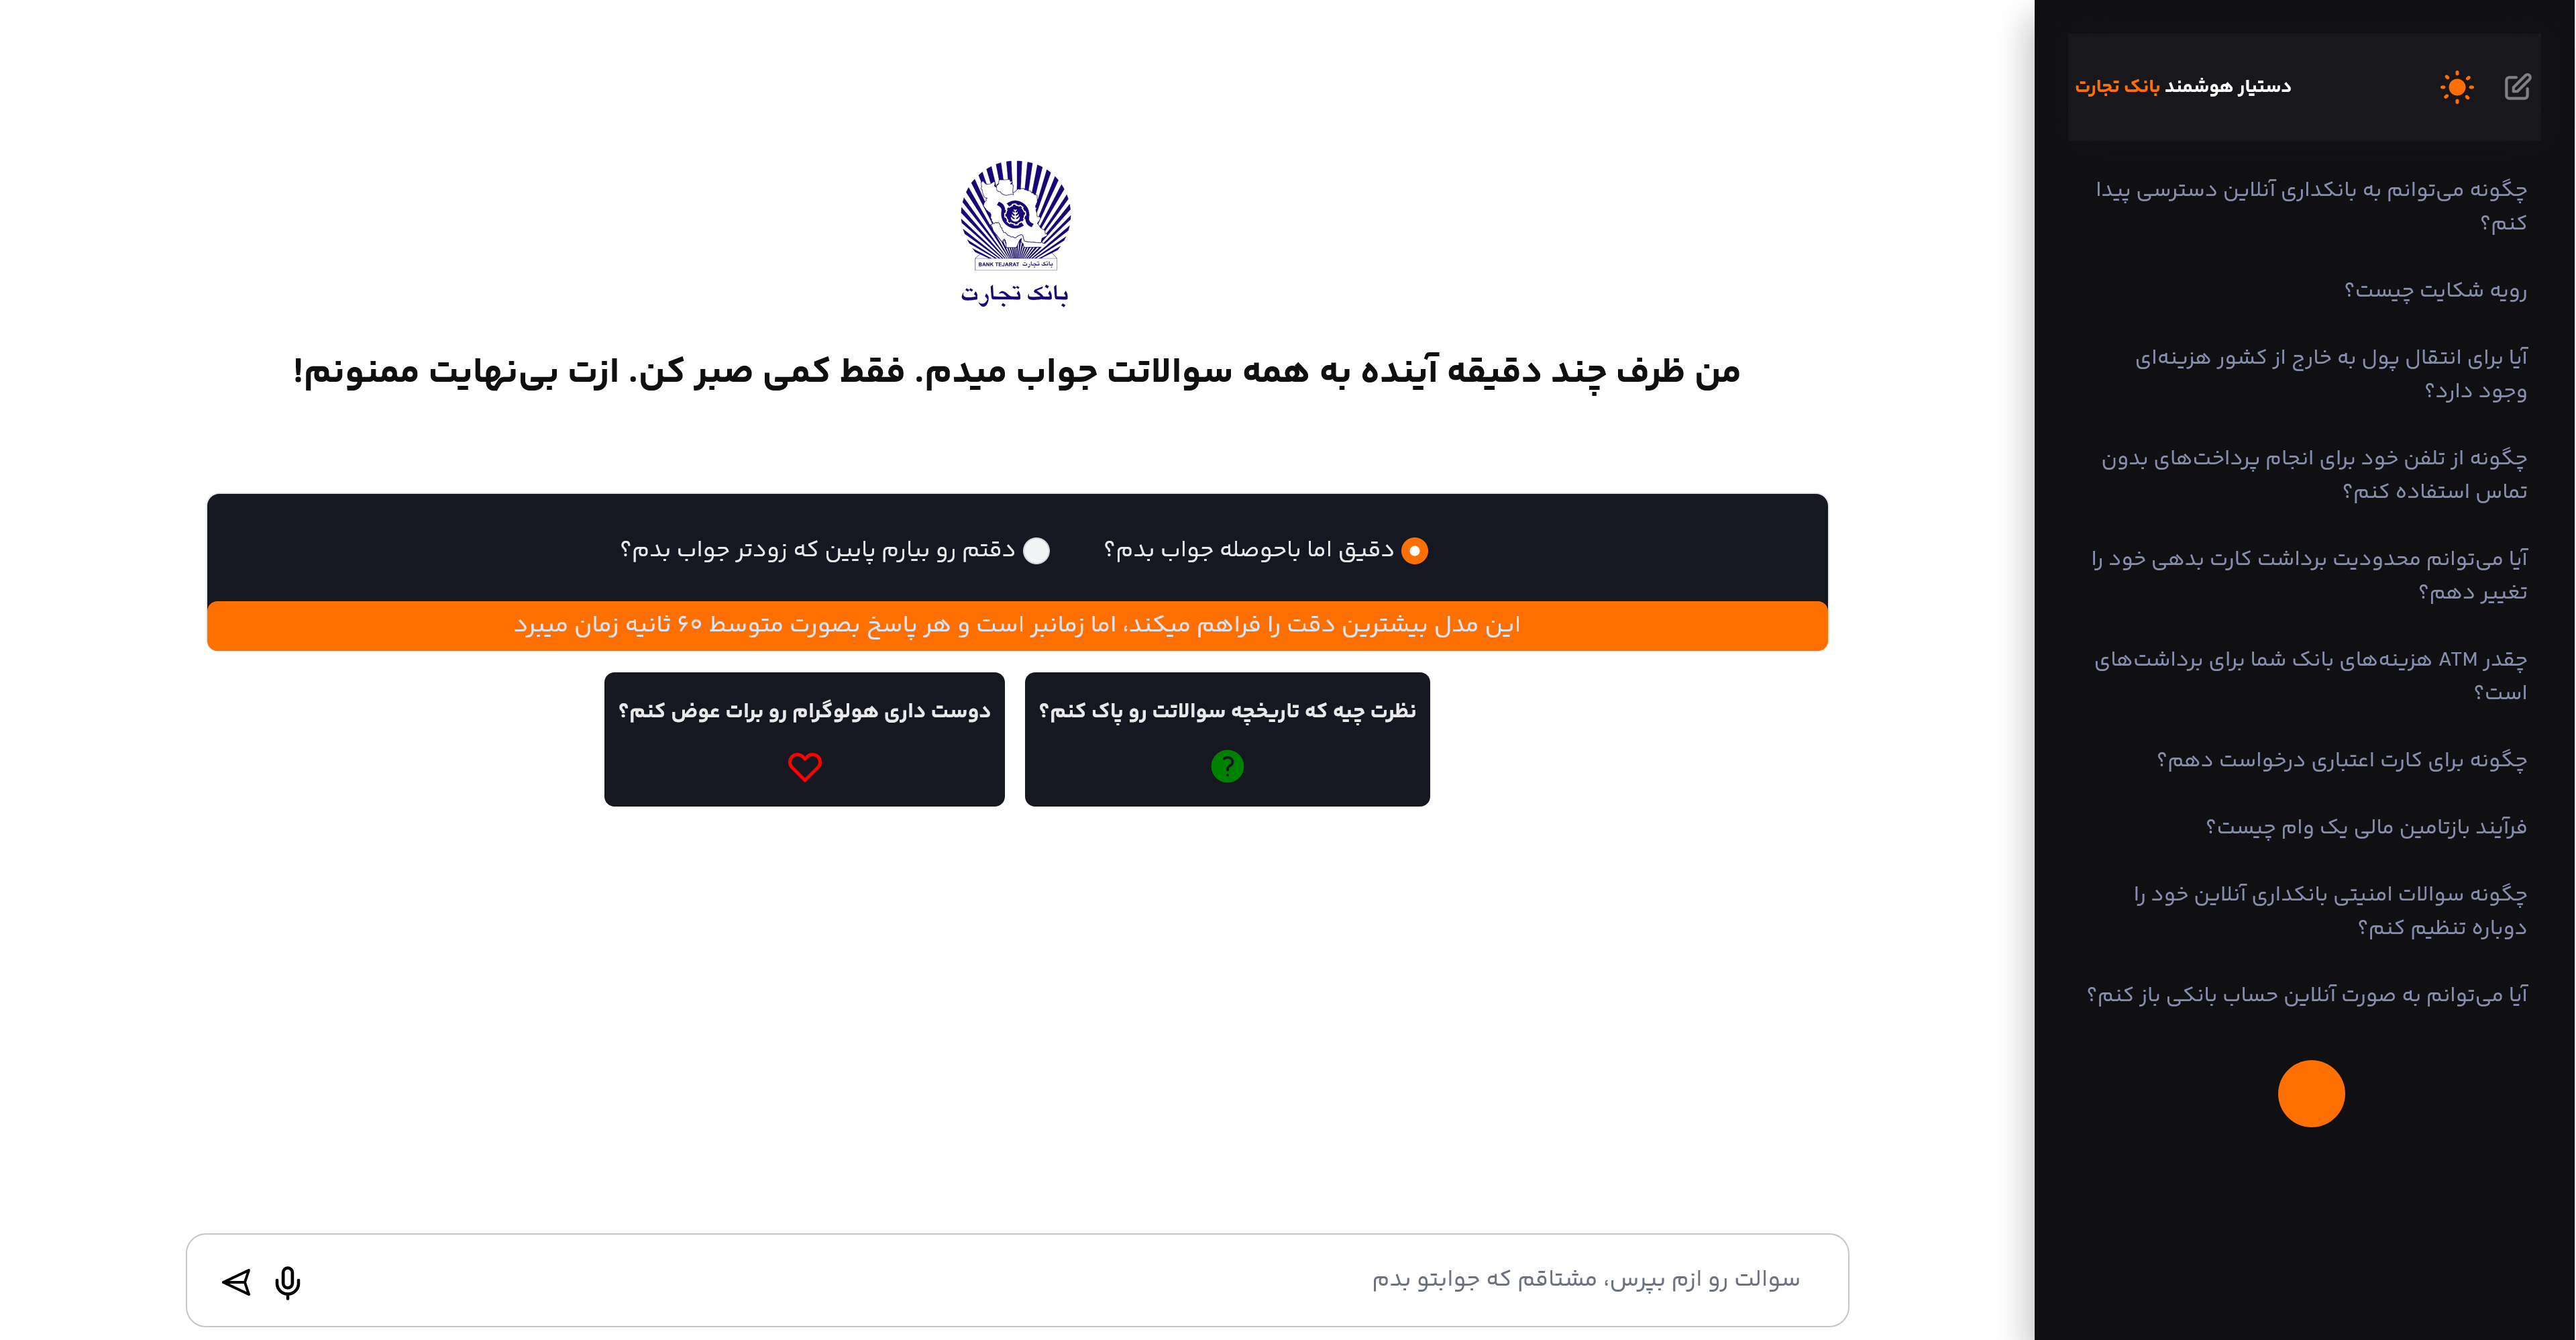 دستیار هوشمند بانک تجارت
چگونه می‌توانم به بانکداری آنلاین دسترسی پیدا
کنم؟
رویه شکایت چیست؟
آیا برای انتقال پول به خارج از کشور هزینه‌ای
وجود دارد؟
چگونه از تلفن خود برای انجام پرداخت‌های بدون
تماس استفاده کنم؟
آیا می‌توانم محدودیت برداشت کارت بدهی خود را
تغییر دهم؟
چقدر ATM هزینه‌های بانک شما برای برداشت‌های
است؟
چگونه برای کارت اعتباری درخواست دهم؟
فرآیند بازتامین مالی یک وام چیست؟
چگونه سوالات امنیتی بانکداری آنلاین خود را
دوباره تنظیم کنم؟
آیا می‌توانم به صورت آنلاین حساب بانکی باز کنم؟
BANK TEJARAT بانک تجارت
بانک تجارت
من ظرف چند دقیقه آینده به همه سوالاتت جواب میدم. فقط کمی صبر کن. ازت بی‌نهایت ممنونم!
دقیق اما باحوصله جواب بدم؟
دقتم رو بیارم پایین که زودتر جواب بدم؟
این مدل بیشترین دقت را فراهم میکند، اما زمانبر است و هر پاسخ بصورت متوسط ۶۰ ثانیه زمان میبرد
نظرت چیه که تاریخچه سوالاتت رو پاک کنم؟
دوست داری هولوگرام رو برات عوض کنم؟
سوالت رو ازم بپرس، مشتاقم که جوابتو بدم